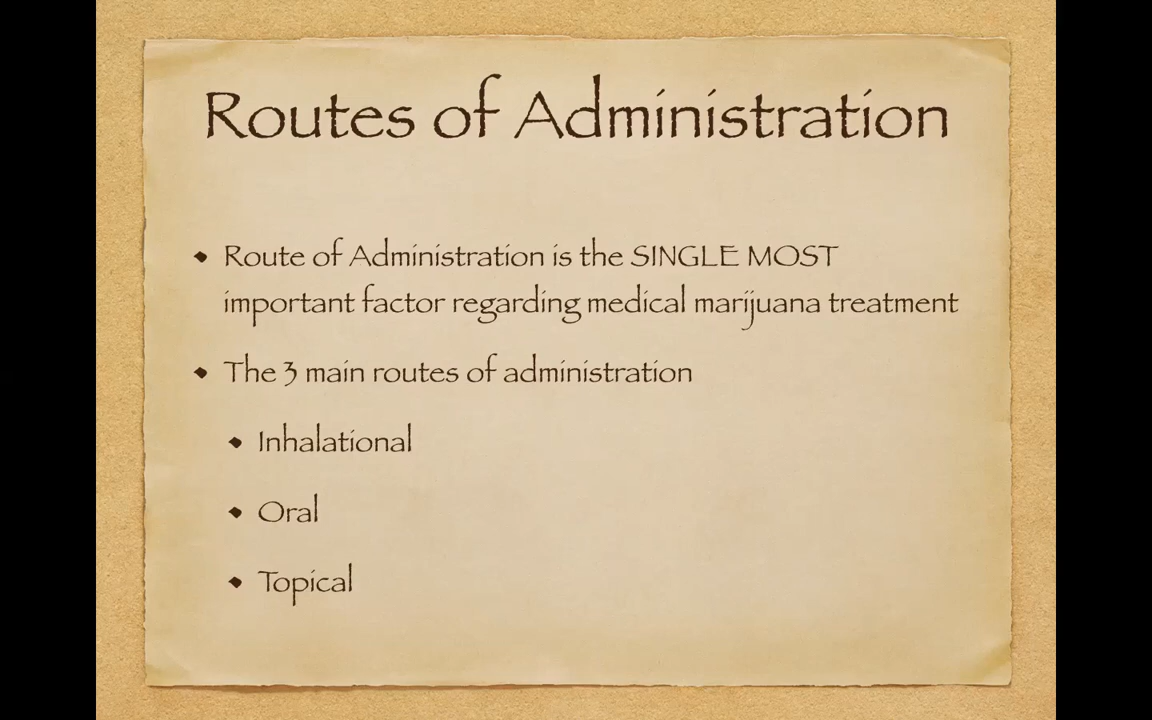 Routes of Administration
• Route of Administration is the SINGLE MOST
important factor regarding medical marijuana treatment
• The 3 main routes of administration
• Inhalational
• Oral
• Topical